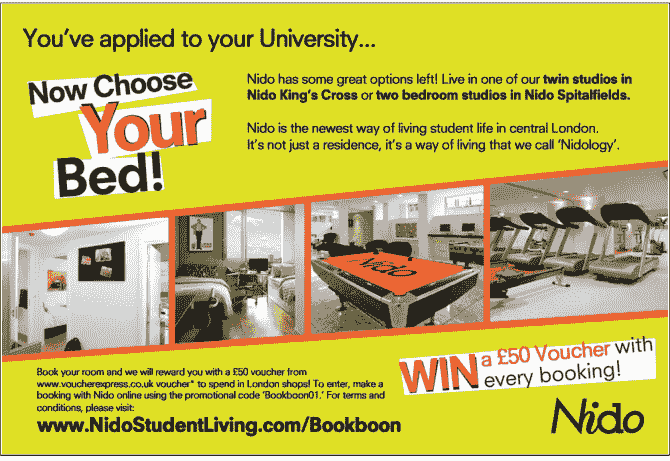 You've applied to your University...
Now Choose
Your
Bed!
Nido has some great options left! Live in one of our twin studios in
Nido King's Cross or two bedroom studios in Nido Spitalfields.
Nido is the newest way of living student life in central London.
It's not just a residence, it's a way of living that we call 'Nidology'.
Nido
Book your room and we will reward you with a £50 voucher from
www.voucherexpress.co.uk voucher* to spend in London shops! To enter, make a
booking with Nido online using the promotional code 'Bookboon01.' For terms and
conditions, please visit:
www.NidoStudentLiving.com/Bookboon
WIN a £50 Voucher with
every booking!
Nido